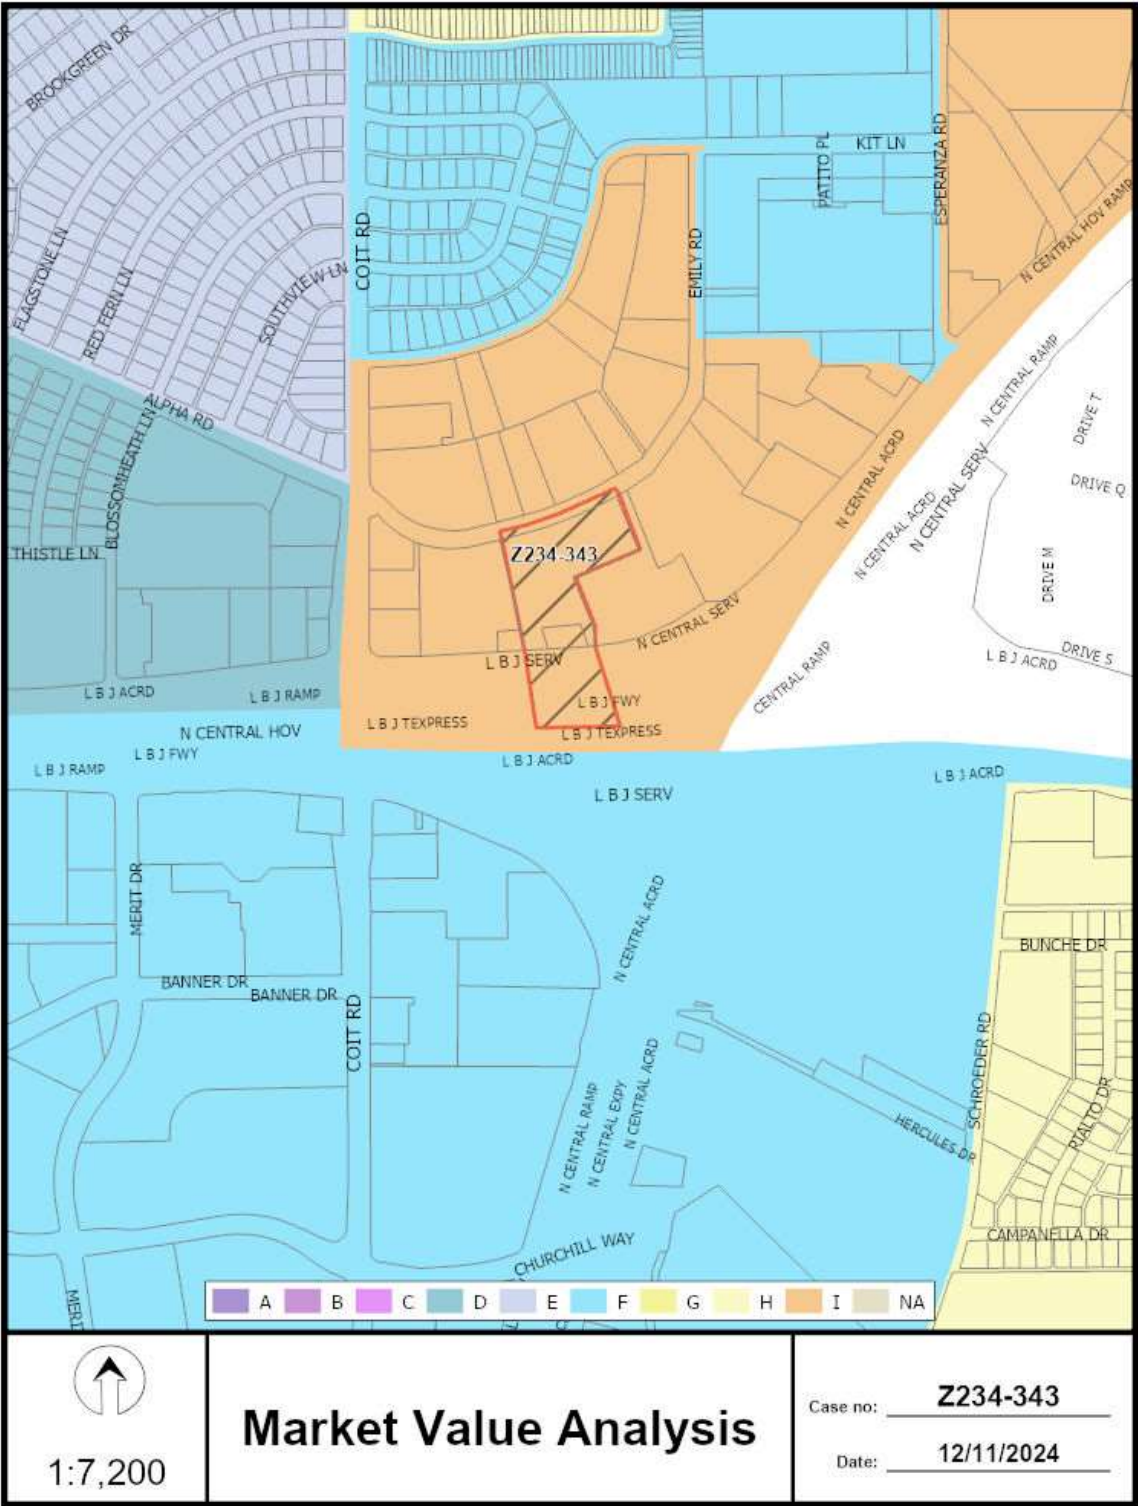 BROOKGREEN DR
KIT LN
PATITO PL
ESPERANZA RD
N CENTRAL HOV RAMP
COIT RD
EMILY RD
FLAGSTONE LN
RED FERN LN
SOUTHVIEW LN
N CENTRAL RAMP
ALPHA RD
BLOSSOMHEATH LN
DRIVE T
N CENTRAL ACRD
N CENTRAL SERV
DRIVE Q
N CENTRAL ACRD
THISTLE LN
Z234-343
DRIVE M
N CENTRAL SERV
L B J SERV
L B J ACRD
DRIVE S
CENTRAL RAMP
L B J ACRD
L B J RAMP
L B J FWY
L B J TEXPRESS
L B J TEXPRESS
N CENTRAL HOV
L B J FWY
L B J ACRD
L B J RAMP
L B J SERV
L B J ACRD
MERIT DR
N CENTRAL ACRD
BUNCHE DR
BANNER DR
BANNER DR
COIT RD
SCHROEDER RD
N CENTRAL RAMP
N CENTRAL EXPY
N CENTRAL ACRD
HERCULES DR
RIALTO DR
CHURCHILL WAY
CAMPANELLA DR
A B C D E F G H I NA
1:7,200
Market Value Analysis
Case no: Z234-343
Date: 12/11/2024